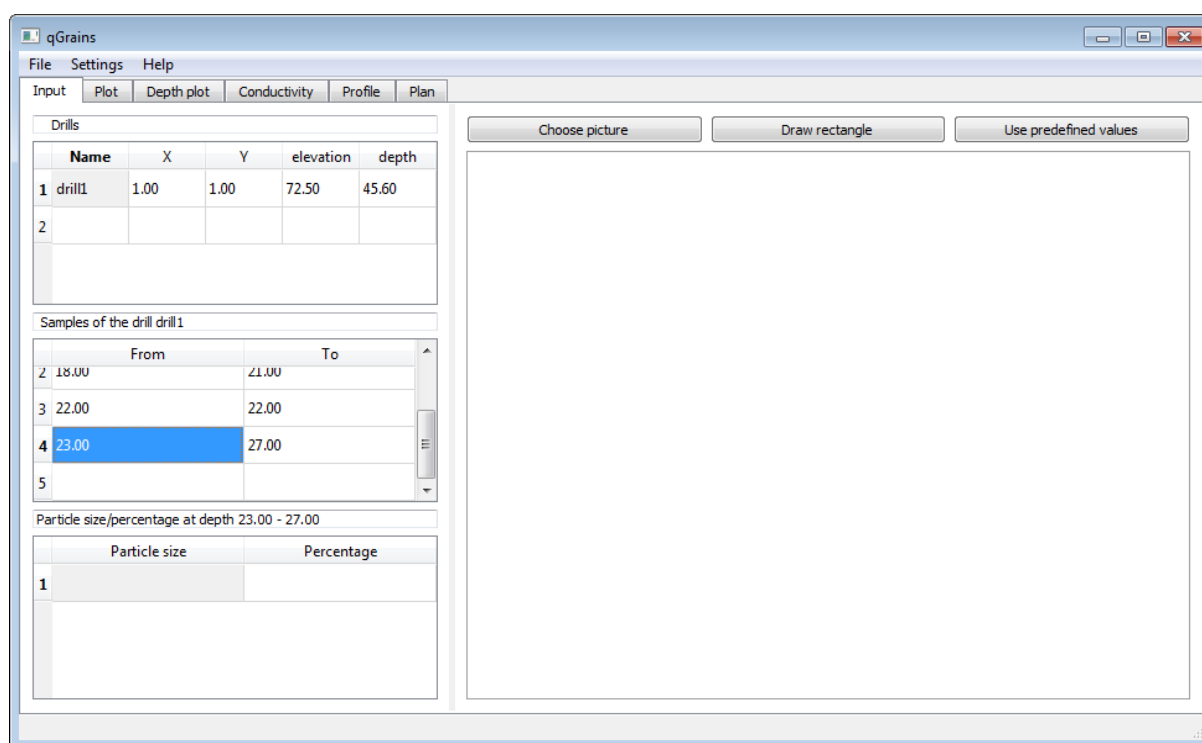 qGrains
File Settings Help
Input Plot Depth plot Conductivity Profile Plan
Drills
Name X Y elevation depth
1 drill1 1.00 1.00 72.50 45.60
2
Samples of the drill drill1
From To
2 18.00 21.00
3 22.00 22.00
4 23.00 27.00
5
Particle size/percentage at depth 23.00 - 27.00
Particle size Percentage
1
Choose picture Draw rectangle Use predefined values